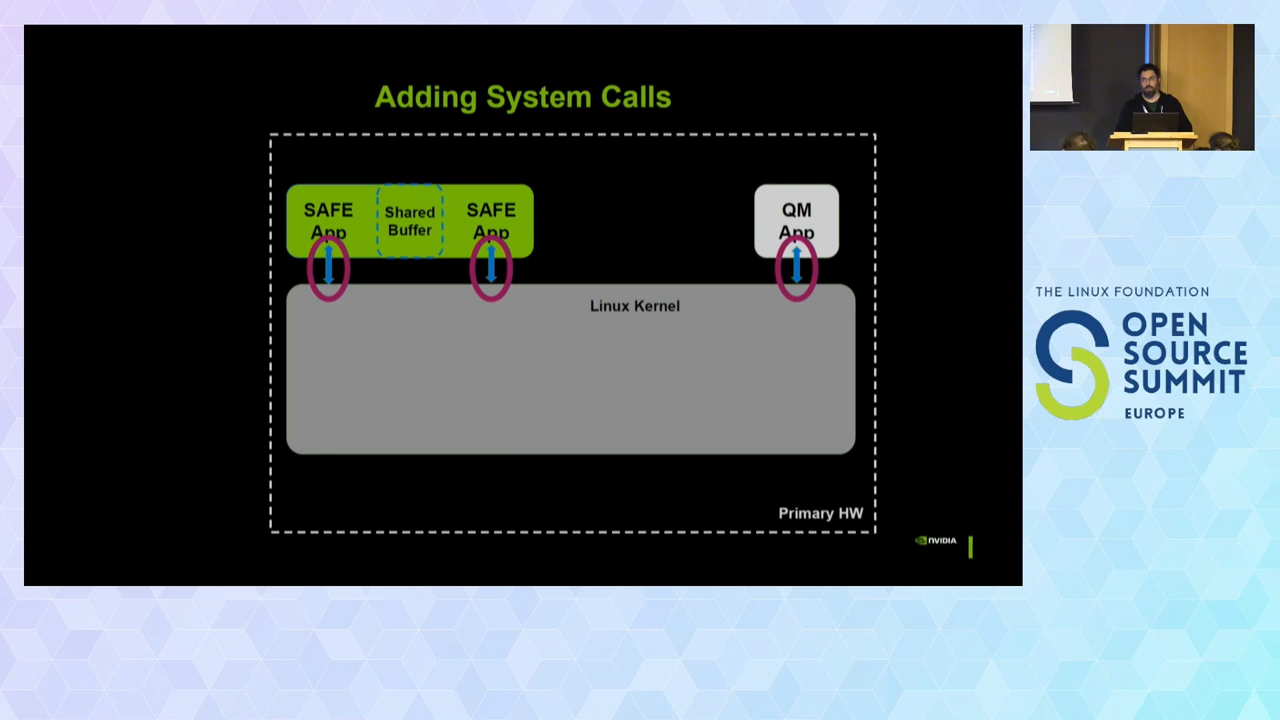 Adding System Calls
SAFE
App
Shared
Buffer
SAFE
App
QM
App
Linux Kernel
Primary HW
NVIDIA
THE LINUX FOUNDATION
OPEN
SOURCE
SUMMIT
EUROPE